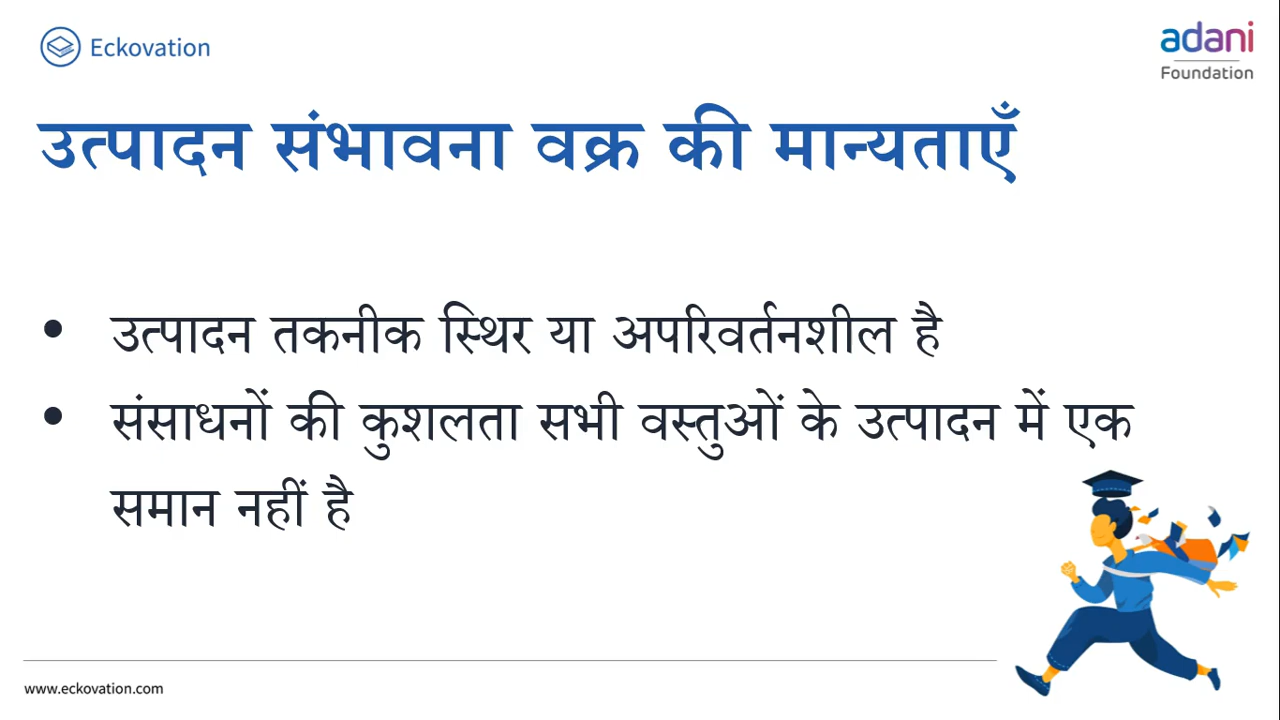 Eckovation
adani
Foundation
उत्पादन संभावना वक्र की मान्यताएँ
• उत्पादन तकनीक स्थिर या अपरिवर्तनशील है
• संसाधनों की कुशलता सभी वस्तुओं के उत्पादन में एक
समान नहीं है
www.eckovation.com